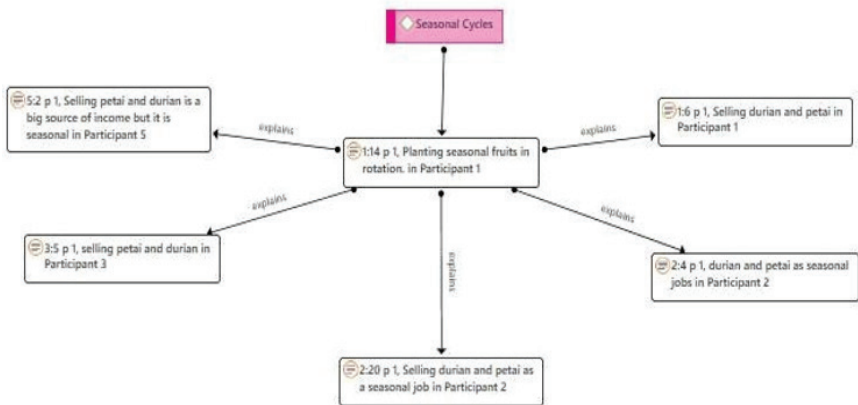 Seasonal Cycles
5:2 p 1, Selling petai and durian is a
big source of income but it is
seasonal in Participant 5
explains
1:6 p 1, Selling durian and petai in
Participant 1
explains
1:14 p 1, Planting seasonal fruits in
rotation. in Participant 1
explains
3:5 p 1, selling petai and durian in
Participant 3
explains
explains
2:4 p 1, durian and petai as seasonal
jobs in Participant 2
2:20 p 1, Selling durian and petai as
a seasonal job in Participant 2